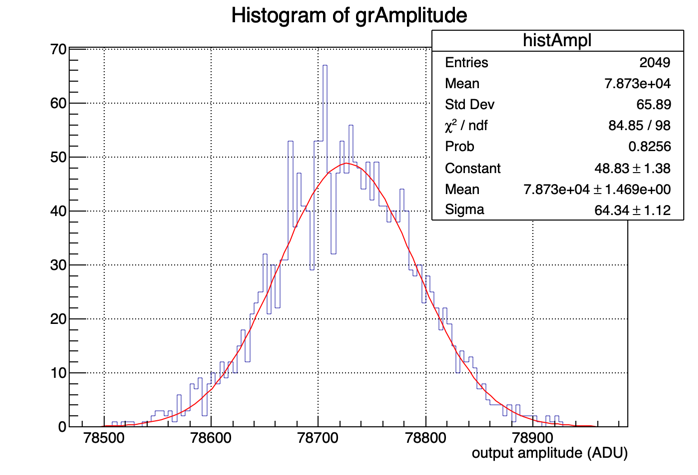 Histogram of grAmplitude
histAmpl
Entries 2049
Mean 7.873e+04
Std Dev 65.89
χ² / ndf 84.85 / 98
Prob 0.8256
Constant 48.83 ± 1.38
Mean 7.873e+04 ± 1.469e+00
Sigma 64.34 ± 1.12
70
60
50
40
30
20
10
0
78500 78600 78700 78800 78900
output amplitude (ADU)